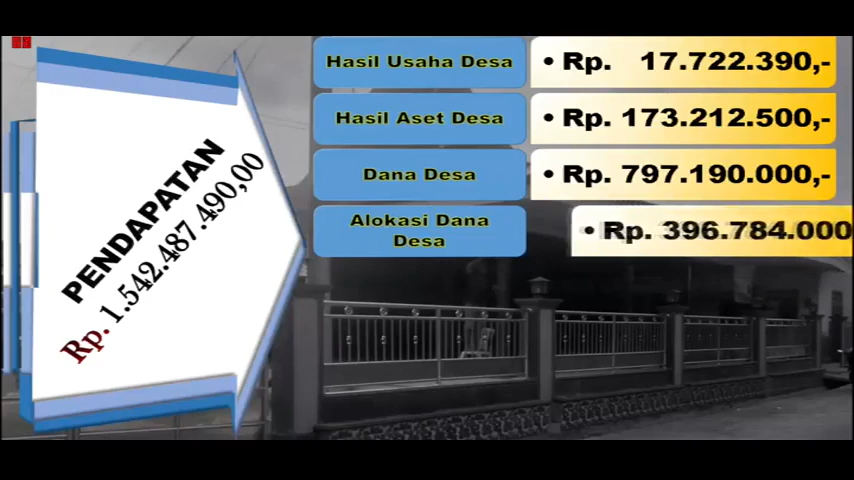 PENDAPATAN
Rp. 1.542.487.490,00
Hasil Usaha Desa
• Rp. 17.722.390,-
Hasil Aset Desa
• Rp. 173.212.500,-
Dana Desa
• Rp. 797.190.000,-
Alokasi Dana
Desa
• Rp. 396.784.000